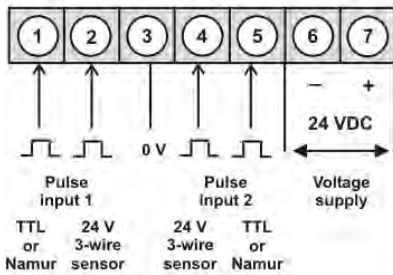 1 2 3 4 5 6 7
– +
24 VDC
0 V
Pulse input 1
Pulse input 2
Voltage supply
TTL or Namur
24 V 3-wire sensor
24 V 3-wire sensor
TTL or Namur